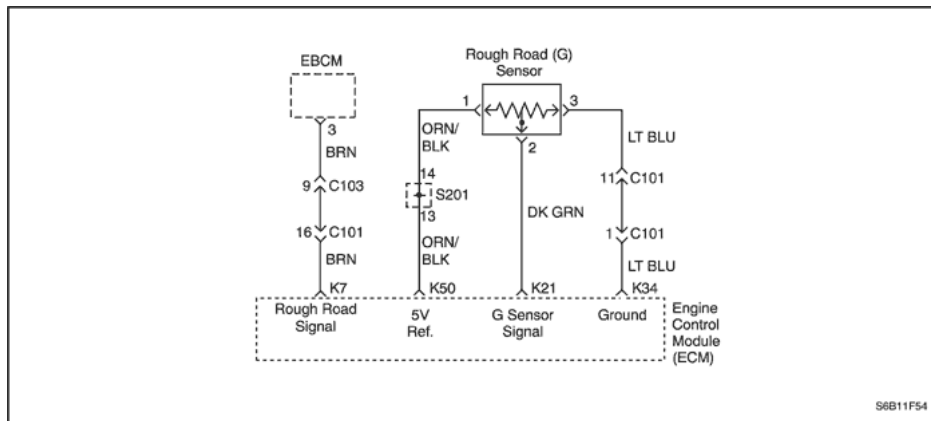 EBCM
3
BRN
9 C103
16 C101
BRN
K7
Rough Road
Signal
Rough Road (G)
Sensor
1
3
2
ORN/
BLK
14
S201
13
ORN/
BLK
K50
5V
Ref.
DK GRN
K21
G Sensor
Signal
LT BLU
11 C101
1 C101
LT BLU
K34
Ground
Engine
Control
Module
(ECM)
S6B11F54